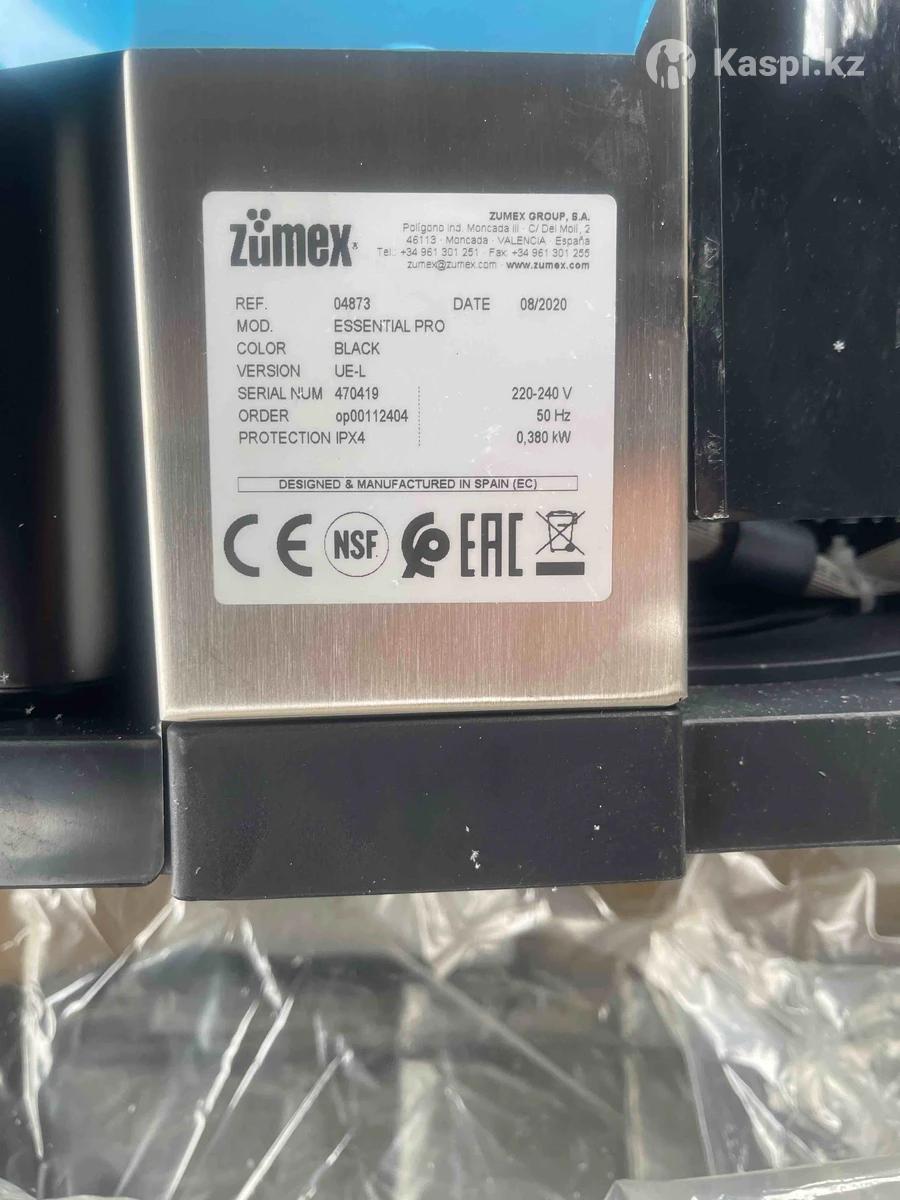 Kaspi.kz
zümex®
ZUMEX GROUP, S.A.
Polígono Ind. Moncada III · C/ Del Molí, 2
46113 · Moncada · VALENCIA · España
Tel.: +34 961 301 251 · Fax: +34 961 301 255
zumex@zumex.com · www.zumex.com
REF. 04873 DATE 08/2020
MOD. ESSENTIAL PRO
COLOR BLACK
VERSION UE-L
SERIAL NUM 470419 220-240 V
ORDER op00112404 50 Hz
PROTECTION IPX4 0,380 kW
DESIGNED & MANUFACTURED IN SPAIN (EC)
CE NSF EAC